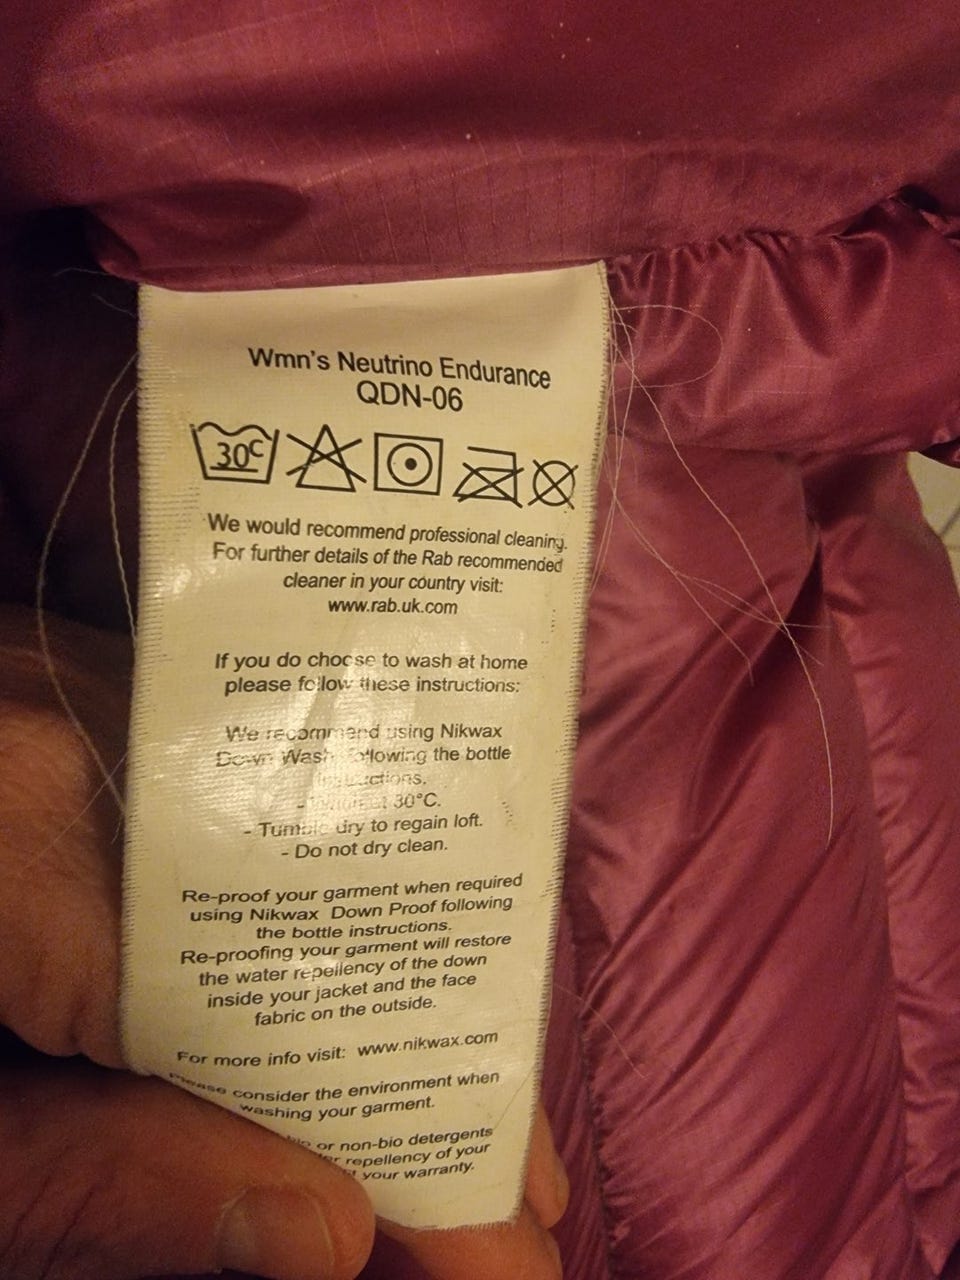 Wmn's Neutrino Endurance
QDN-06
30C
We would recommend professional cleaning.
For further details of the Rab recommended
cleaner in your country visit:
www.rab.uk.com
If you do choose to wash at home
please follow these instructions:
We recommend using Nikwax
Down Wash following the bottle
instructions.
- 30°C.
- Tumble dry to regain loft.
- Do not dry clean.
Re-proof your garment when required
using Nikwax Down Proof following
the bottle instructions.
Re-proofing your garment will restore
the water repellency of the down
inside your jacket and the face
fabric on the outside.
For more info visit: www.nikwax.com
Please consider the environment when
washing your garment.
or non-bio detergents
repellency of your
your warranty.